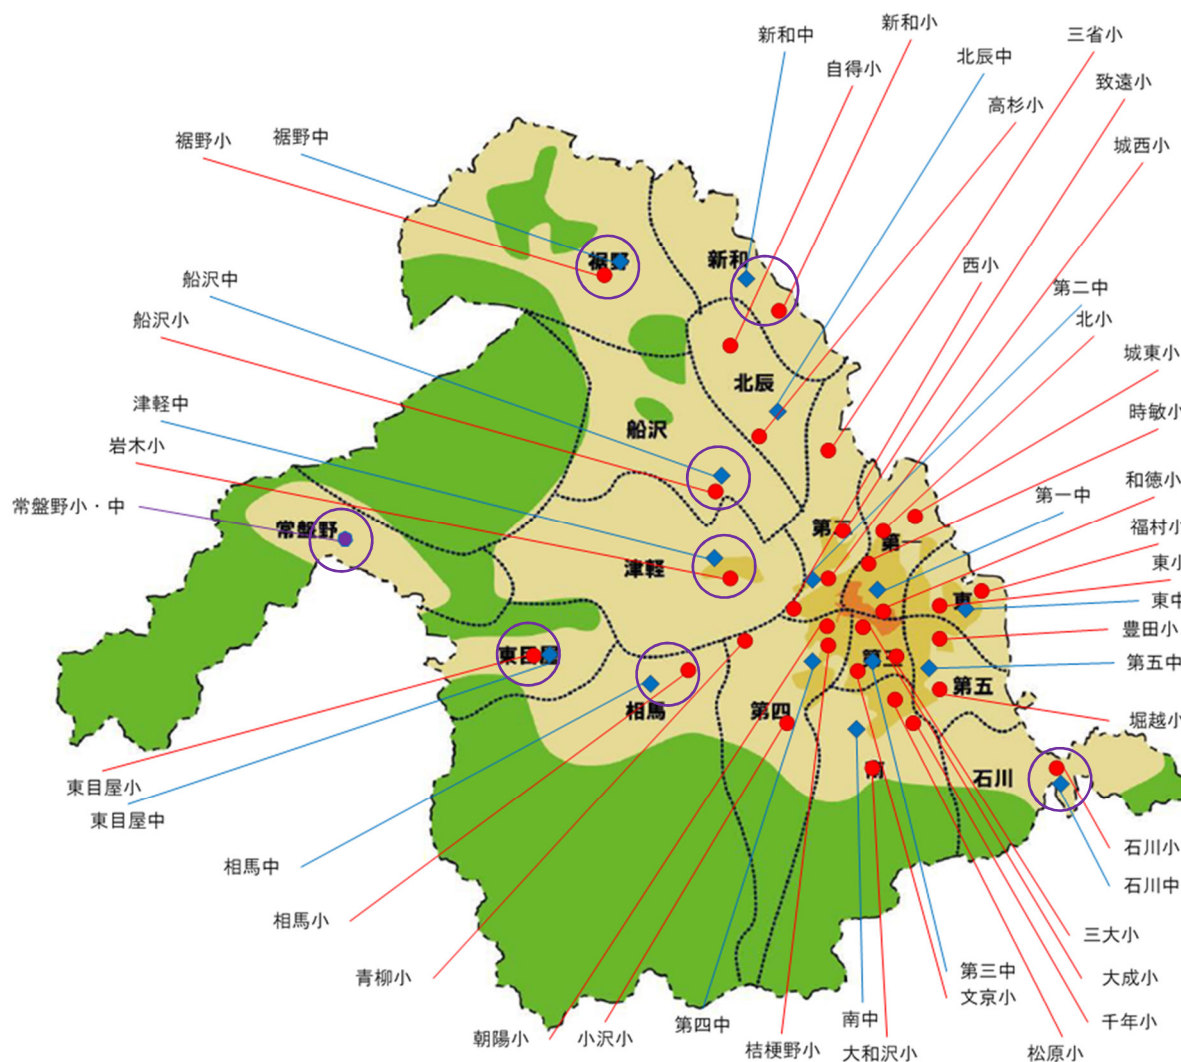 新和小
新和中
三省小
北辰中
自得小
致遠小
高杉小
裾野中
裾野小
城西小
裾野
新和
西小
船沢中
第二中
船沢小
北小
城東小
北辰
津軽中
時敏小
船沢
岩木小
和徳小
第一中
常盤野小・中
福村小
常盤野
第二
第一
東小
津軽
東
東中
豊田小
東目屋
第三
第五中
第五
相馬
第四
堀越小
南
石川
東目屋小
東目屋中
石川小
相馬中
石川中
相馬小
三大小
青柳小
第三中
大成小
文京小
南中
千年小
第四中
朝陽小
小沢小
桔梗野小
大和沢小
松原小